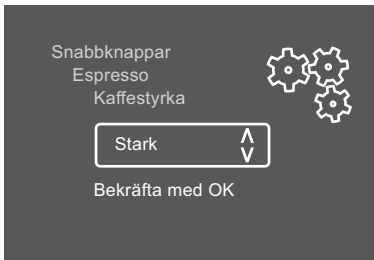 Snabbknappar
Espresso
Kaffestyrka
Stark
Bekräfta med OK